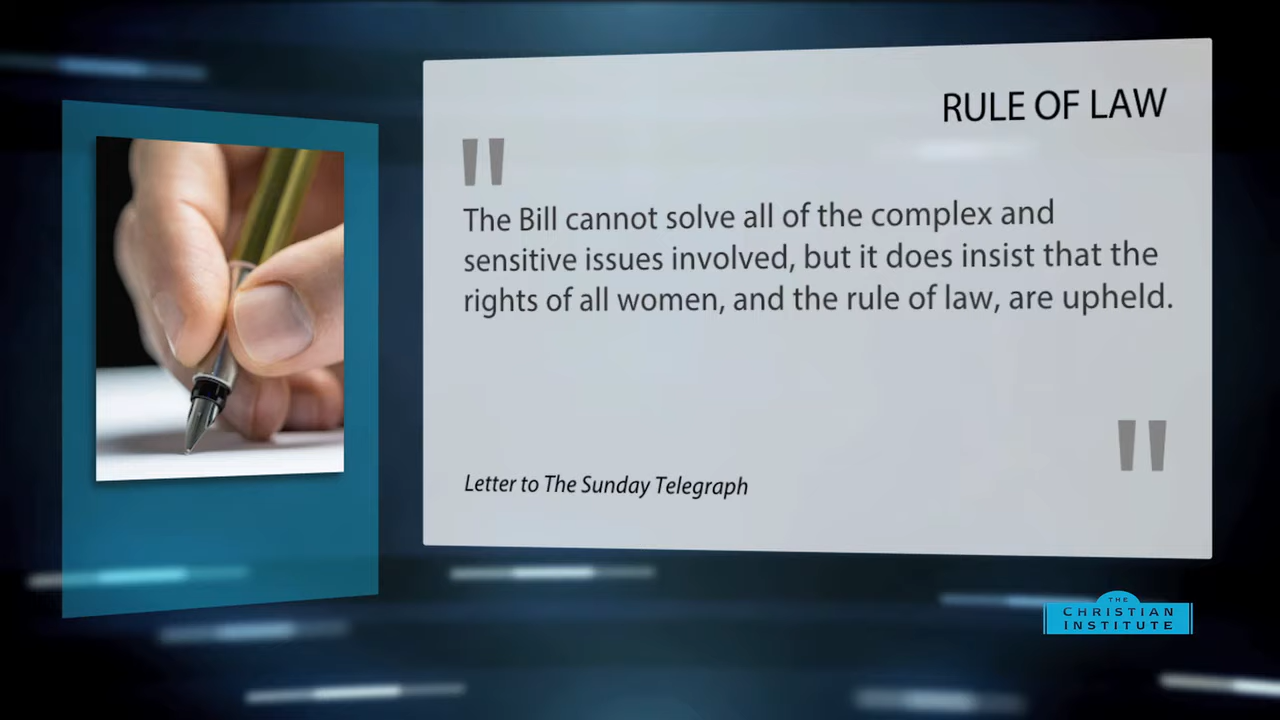 RULE OF LAW
"
The Bill cannot solve all of the complex and
sensitive issues involved, but it does insist that the
rights of all women, and the rule of law, are upheld.
"
Letter to The Sunday Telegraph
THE
CHRISTIAN
INSTITUTE